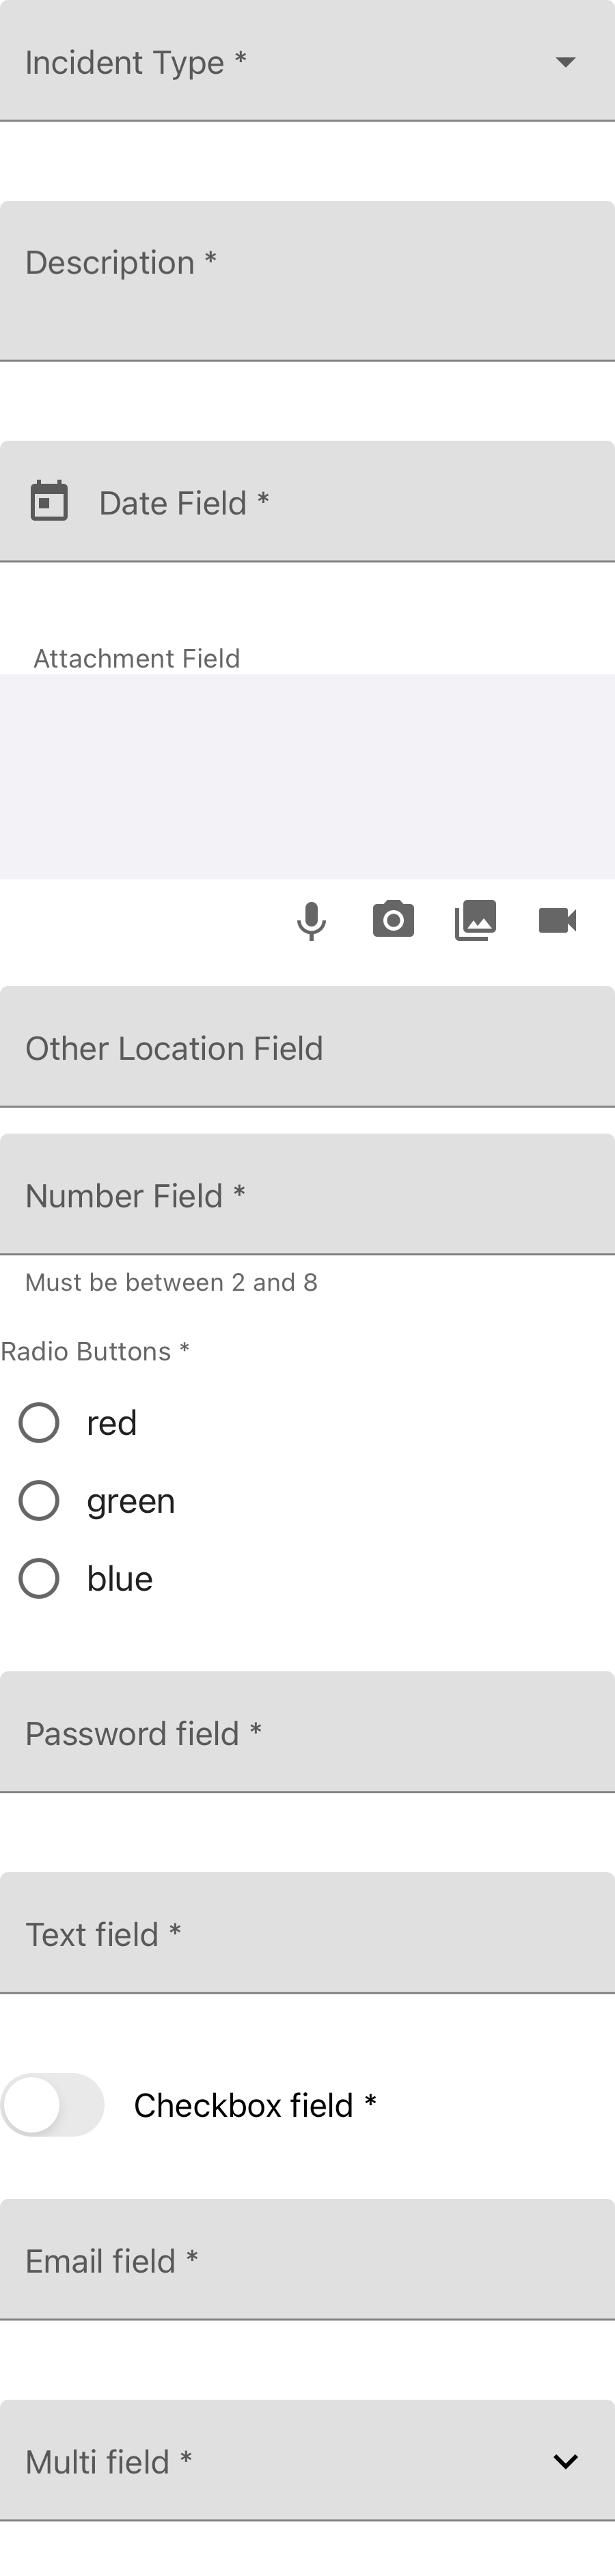 Incident Type *
Description *
Date Field *
Attachment Field
Other Location Field
Number Field *
Must be between 2 and 8
Radio Buttons *
red
green
blue
Password field *
Text field *
Checkbox field *
Email field *
Multi field *